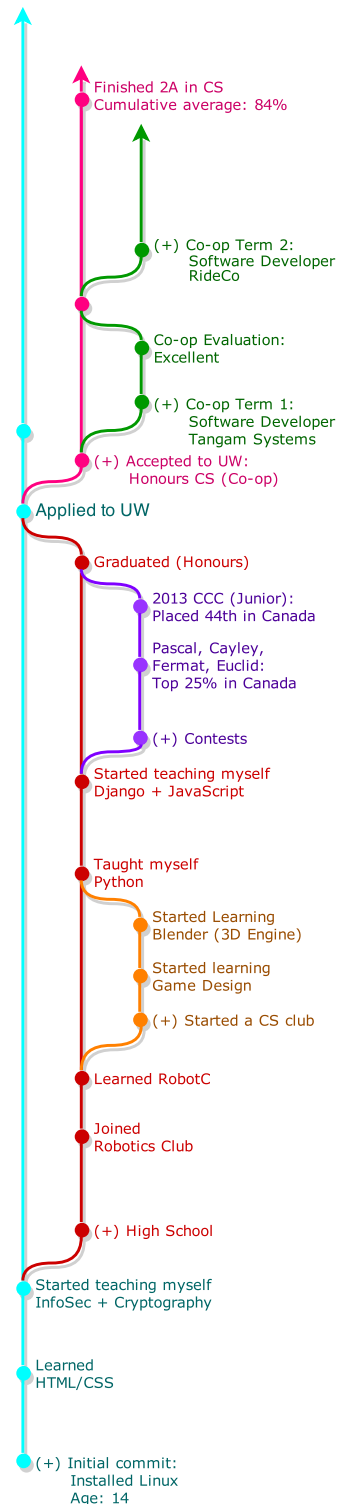 Finished 2A in CS
Cumulative average: 84%
(+) Co-op Term 2:
Software Developer
RideCo
Co-op Evaluation:
Excellent
(+) Co-op Term 1:
Software Developer
Tangam Systems
(+) Accepted to UW:
Honours CS (Co-op)
Applied to UW
Graduated (Honours)
2013 CCC (Junior):
Placed 44th in Canada
Pascal, Cayley,
Fermat, Euclid:
Top 25% in Canada
(+) Contests
Started teaching myself
Django + JavaScript
Taught myself
Python
Started Learning
Blender (3D Engine)
Started learning
Game Design
(+) Started a CS club
Learned RobotC
Joined
Robotics Club
(+) High School
Started teaching myself
InfoSec + Cryptography
Learned
HTML/CSS
(+) Initial commit:
Installed Linux
Age: 14